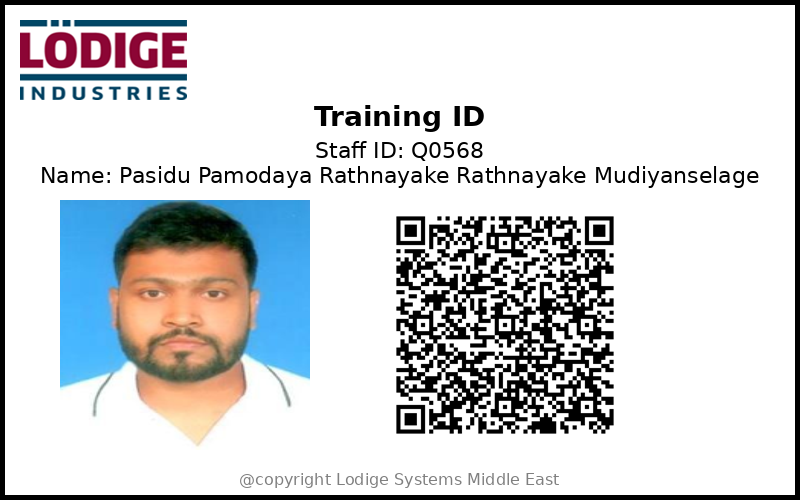 LÖDIGE
INDUSTRIES
Training ID
Staff ID: Q0568
Name: Pasidu Pamodaya Rathnayake Rathnayake Mudiyanselage
@copyright Lodige Systems Middle East